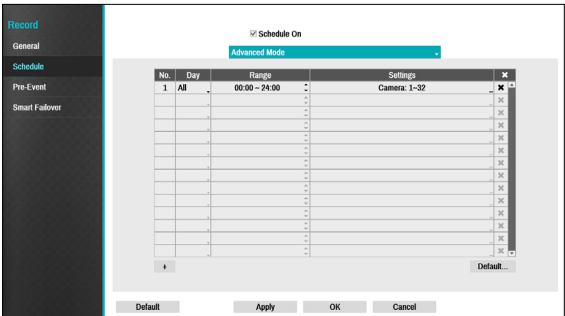 Record
General
Schedule
Pre-Event
Smart Failover
Schedule On
Advanced Mode
No. Day Range Settings
1 All 00:00 ~ 24:00 Camera: 1~32
+ Default...
Default Apply OK Cancel